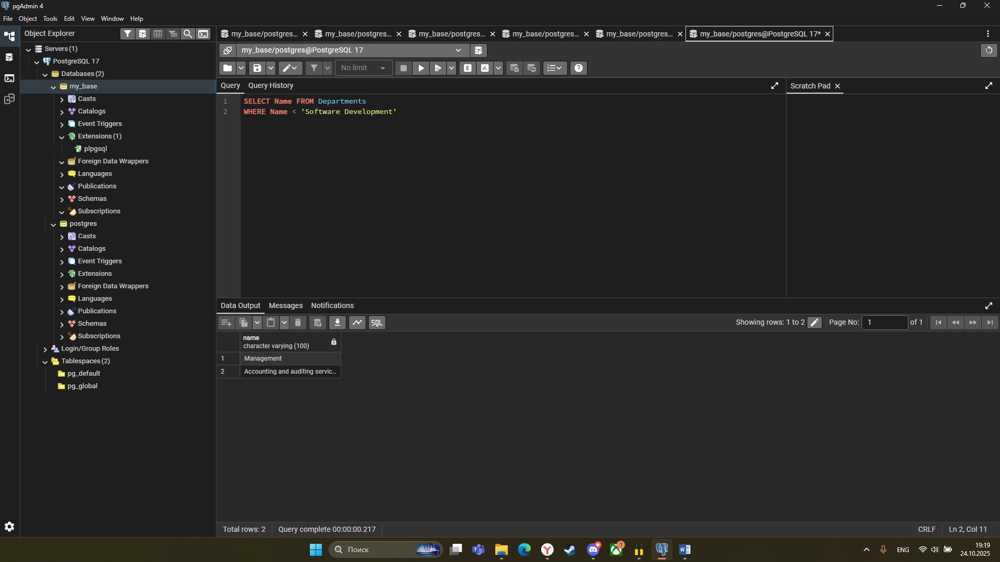 pgAdmin 4
File Object Tools Edit View Window Help
Object Explorer
Servers (1)
PostgreSQL 17
Databases (2)
my_base
Casts
Catalogs
Event Triggers
Extensions (1)
plpgsql
Foreign Data Wrappers
Languages
Publications
Schemas
Subscriptions
postgres
Casts
Catalogs
Event Triggers
Extensions
Foreign Data Wrappers
Languages
Publications
Schemas
Subscriptions
Login/Group Roles
Tablespaces (2)
pg_default
pg_global
my_base/postgres... my_base/postgres... my_base/postgres... my_base/postgres... my_base/postgres... my_base/postgres@PostgreSQL 17*
my_base/postgres@PostgreSQL 17
No limit E
Query Query History
Scratch Pad
1 SELECT Name FROM Departments
2 WHERE Name < 'Software Development'
Data Output Messages Notifications
SQL Showing rows: 1 to 2 Page No: 1 of 1
name
character varying (100)
1 Management
2 Accounting and auditing servic...
Total rows: 2 Query complete 00:00:00.217 CRLF Ln 2, Col 11
Поиск 1 ENG 19:19
24.10.2025